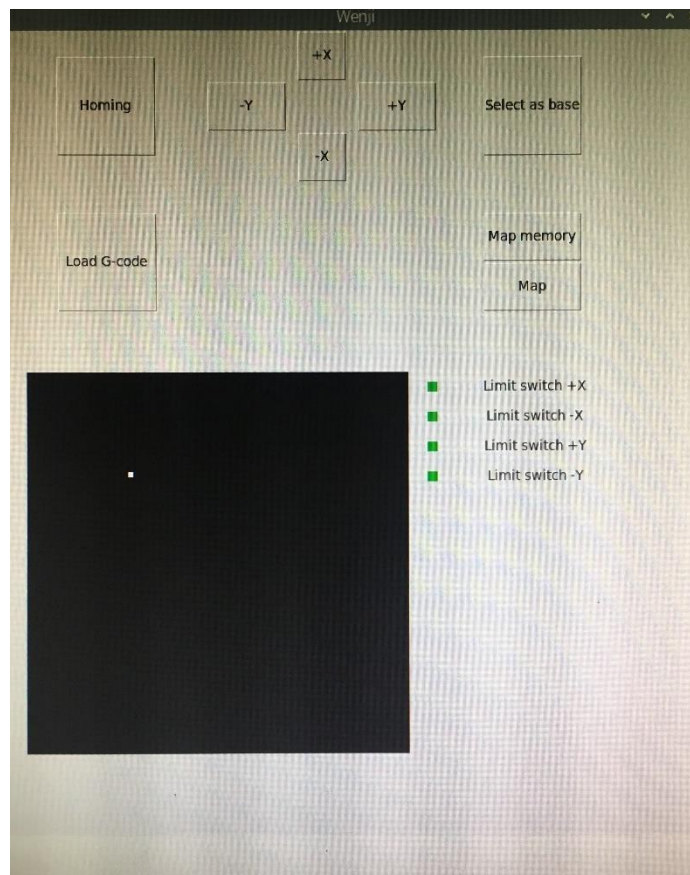 Wenji
+X
Homing
-Y
+Y
Select as base
-X
Load G-code
Map memory
Map
Limit switch +X
Limit switch -X
Limit switch +Y
Limit switch -Y